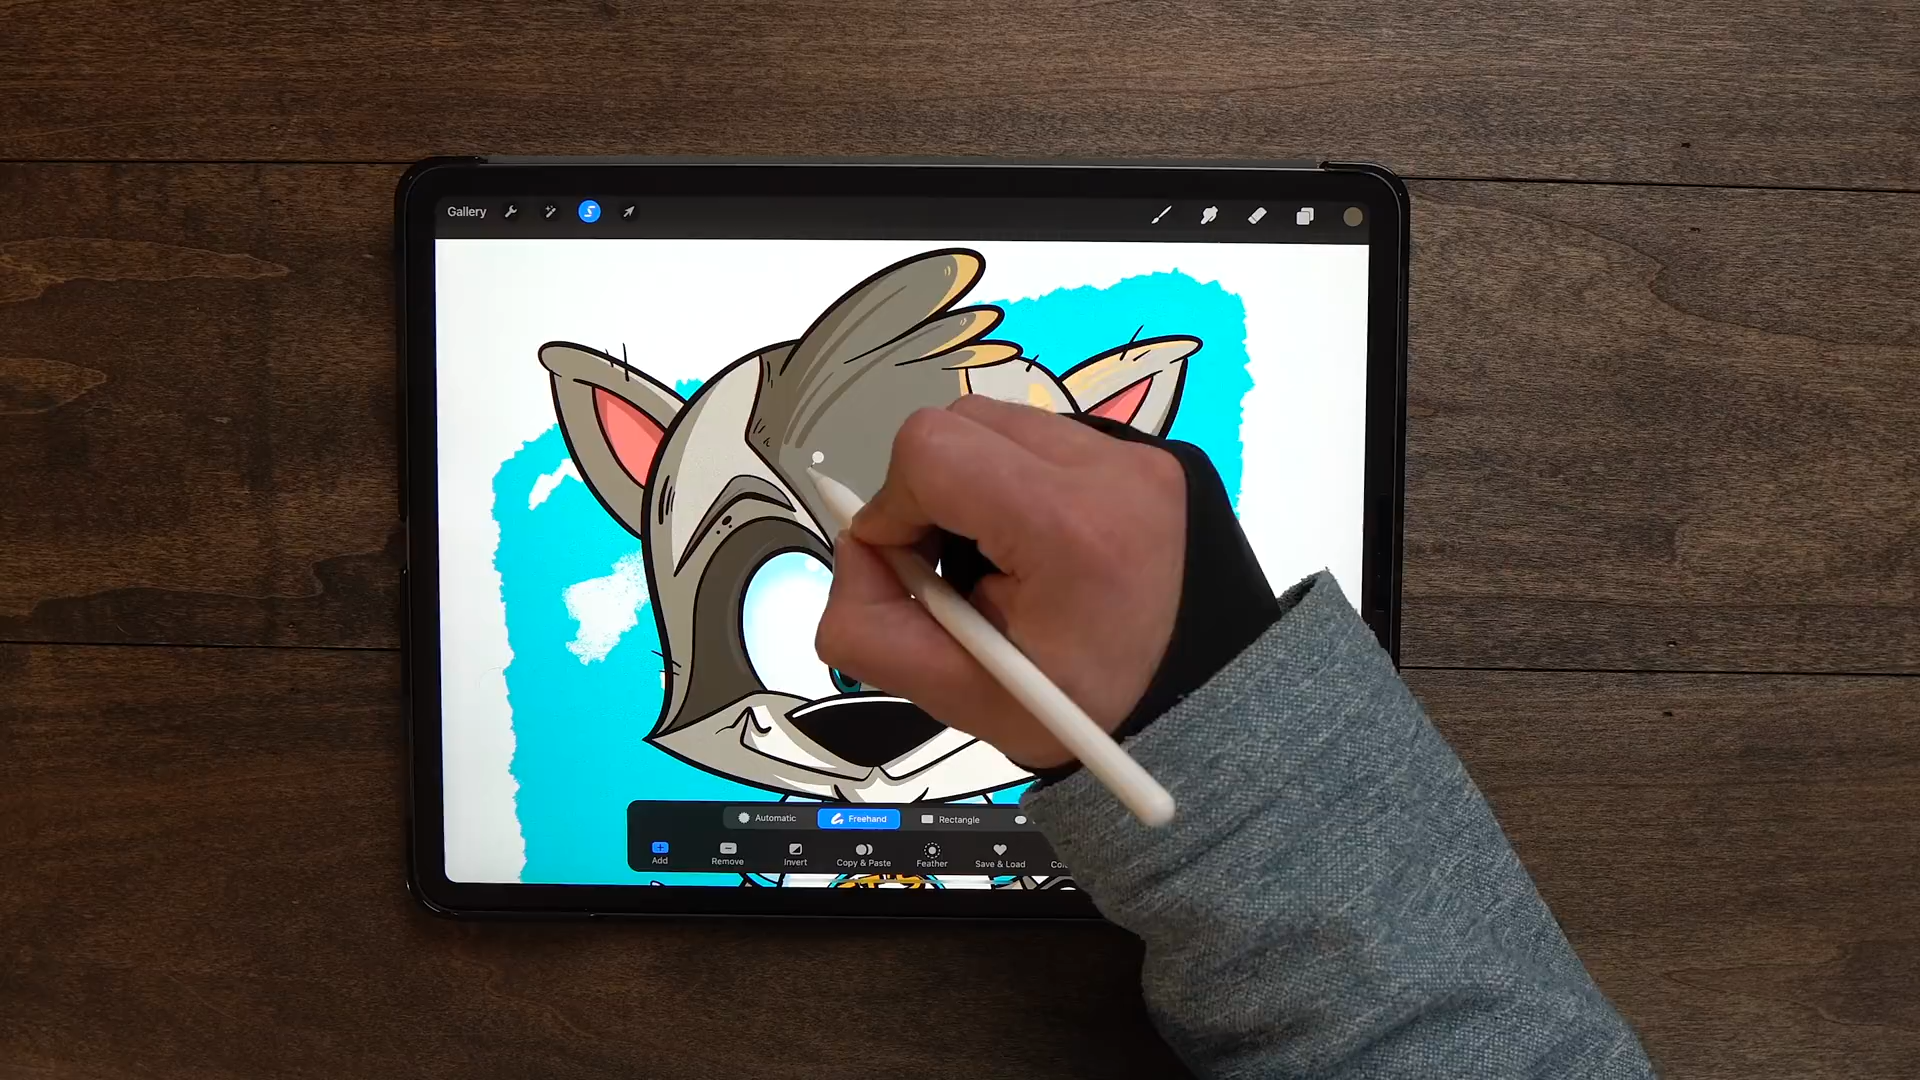 Gallery
Automatic Freehand Rectangle
Add Remove Invert Copy & Paste Feather Save & Load